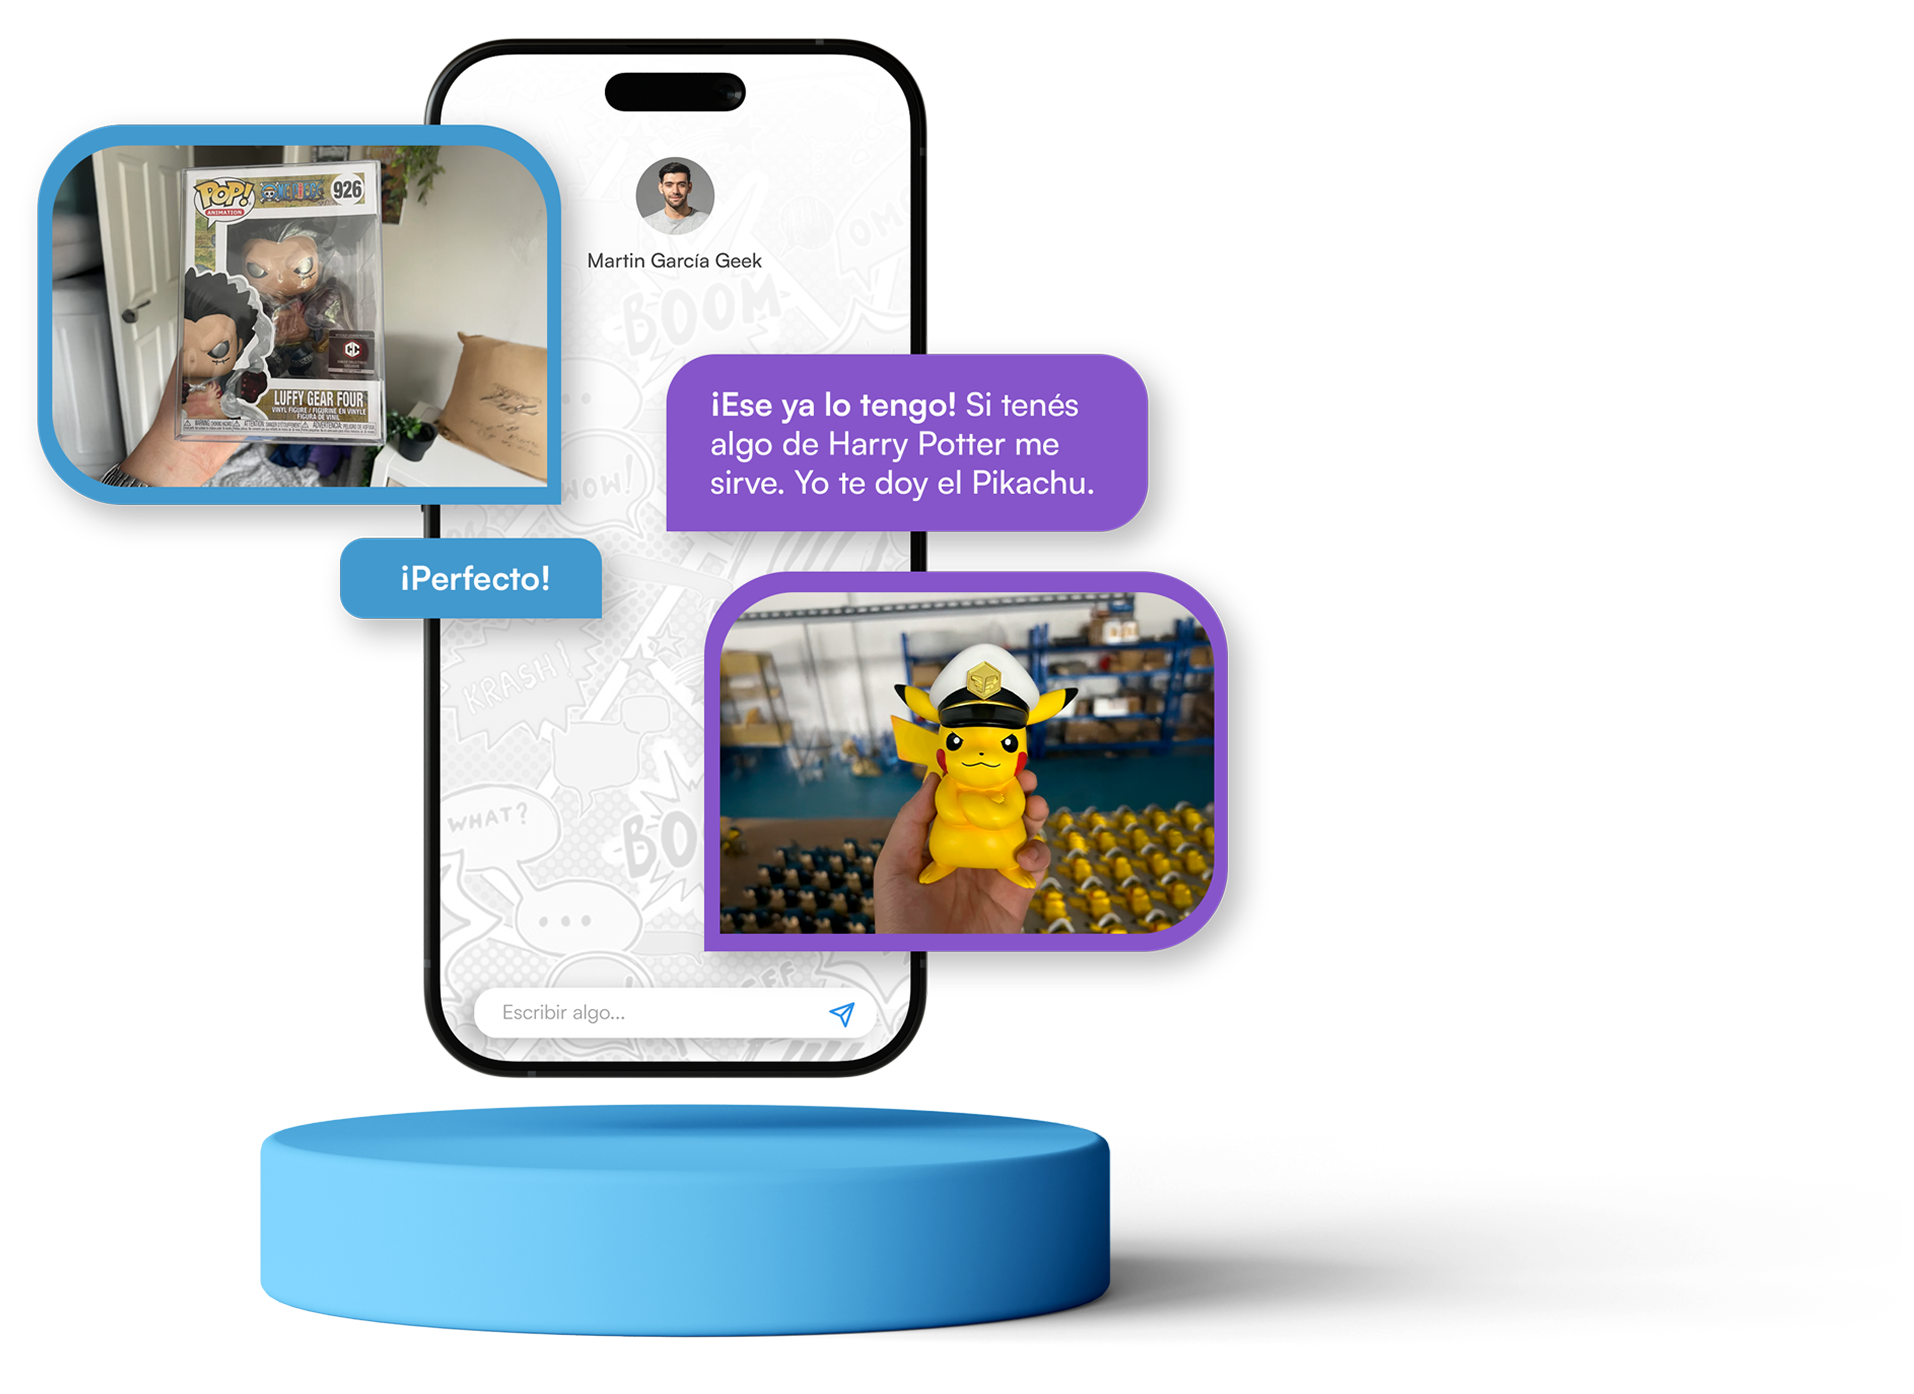 Martin García Geek
POP!
ANIMATION
ONE PIECE
926
LUFFY GEAR FOUR
VINYL FIGURE / FIGURINE EN VINYLE
FIGURA DE VINIL
¡Ese ya lo tengo! Si tenés
algo de Harry Potter me
sirve. Yo te doy el Pikachu.
¡Perfecto!
BOOM
OMG
WOW!
KRASH!
WHAT?
BOO
Escribir algo...